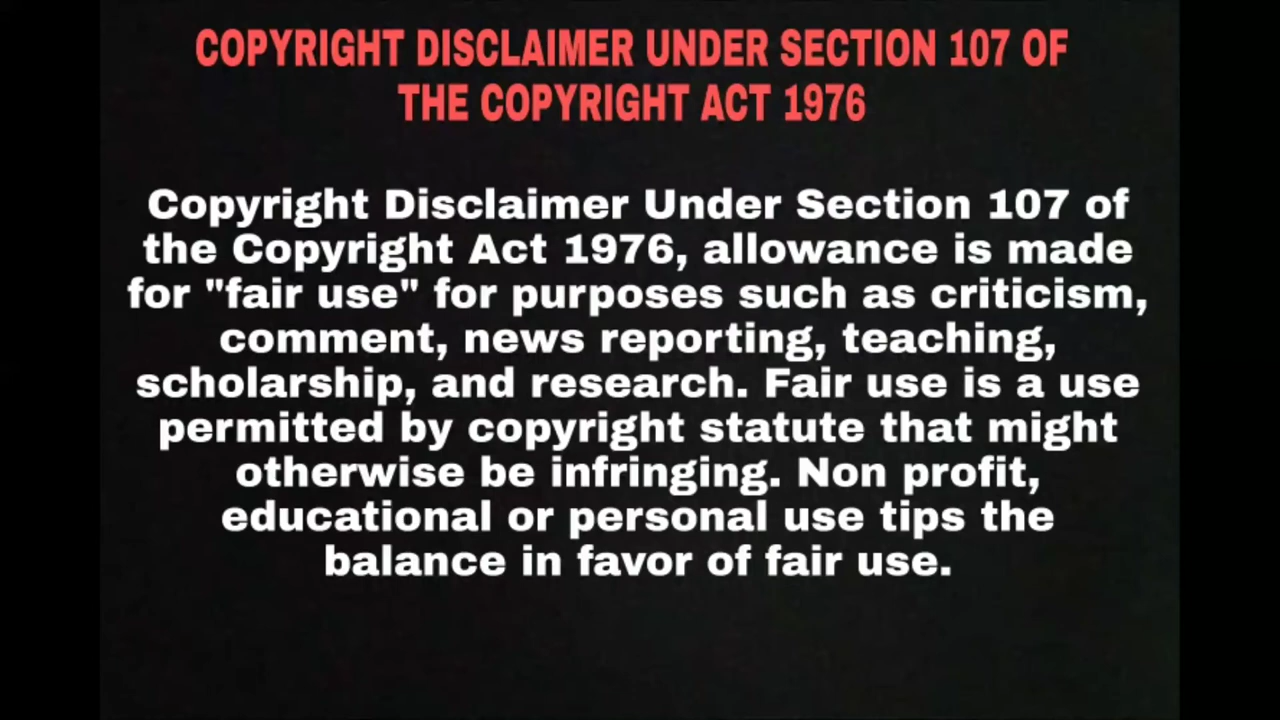 COPYRIGHT DISCLAIMER UNDER SECTION 107 OF
THE COPYRIGHT ACT 1976
Copyright Disclaimer Under Section 107 of
the Copyright Act 1976, allowance is made
for "fair use" for purposes such as criticism,
comment, news reporting, teaching,
scholarship, and research. Fair use is a use
permitted by copyright statute that might
otherwise be infringing. Non profit,
educational or personal use tips the
balance in favor of fair use.